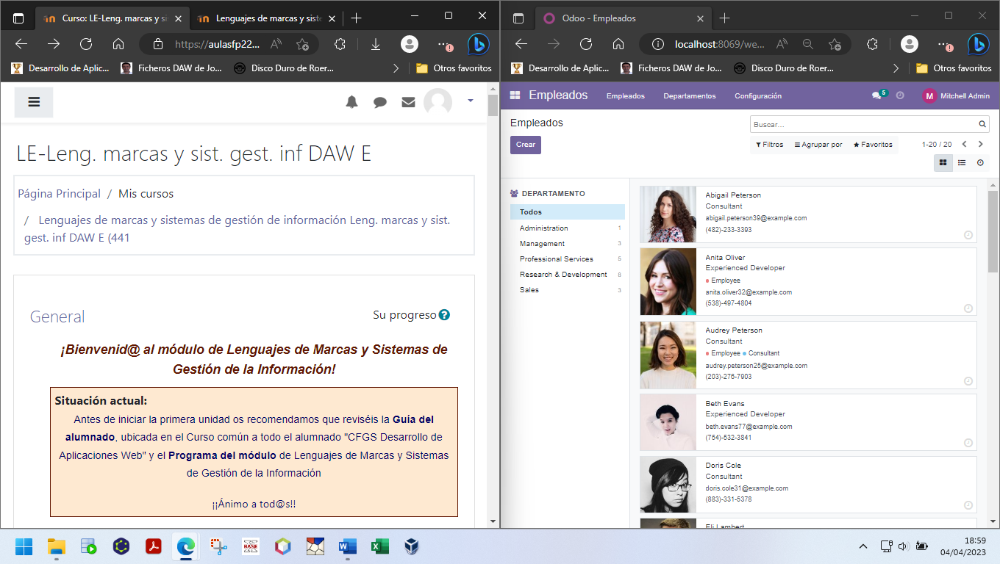 Curso: LE-Leng. marcas y si
Lenguajes de marcas y siste
https://aulasfp22...
Desarrollo de Aplic...
Ficheros DAW de Jo...
Disco Duro de Roer...
Otros favoritos
LE-Leng. marcas y sist. gest. inf DAW E
Página Principal / Mis cursos
/ Lenguajes de marcas y sistemas de gestión de información Leng. marcas y sist.
gest. inf DAW E (441
General
Su progreso
¡Bienvenid@ al módulo de Lenguajes de Marcas y Sistemas de
Gestión de la Información!
Situación actual:
Antes de iniciar la primera unidad os recomendamos que reviséis la Guía del
alumnado, ubicada en el Curso común a todo el alumnado "CFGS Desarrollo de
Aplicaciones Web" y el Programa del módulo de Lenguajes de Marcas y Sistemas
de Gestión de la Información
¡¡Ánimo a tod@s!!
Odoo - Empleados
localhost:8069/we...
Desarrollo de Aplic...
Ficheros DAW de Jo...
Disco Duro de Roer...
Otros favoritos
Empleados
Empleados
Departamentos
Configuración
5
M
Mitchell Admin
Empleados
Buscar...
Crear
Filtros
Agrupar por
Favoritos
1-20 / 20
DEPARTAMENTO
Todos
Administration 1
Management 3
Professional Services 5
Research & Development 8
Sales 3
Abigail Peterson
Consultant
abigail.peterson39@example.com
(482)-233-3393
Anita Oliver
Experienced Developer
Employee
anita.oliver32@example.com
(538)-497-4804
Audrey Peterson
Consultant
Employee Consultant
audrey.peterson25@example.com
(203)-276-7903
Beth Evans
Experienced Developer
beth.evans77@example.com
(754)-532-3841
Doris Cole
Consultant
doris.cole31@example.com
(883)-331-5378
Eli Lambert
18:59
04/04/2023